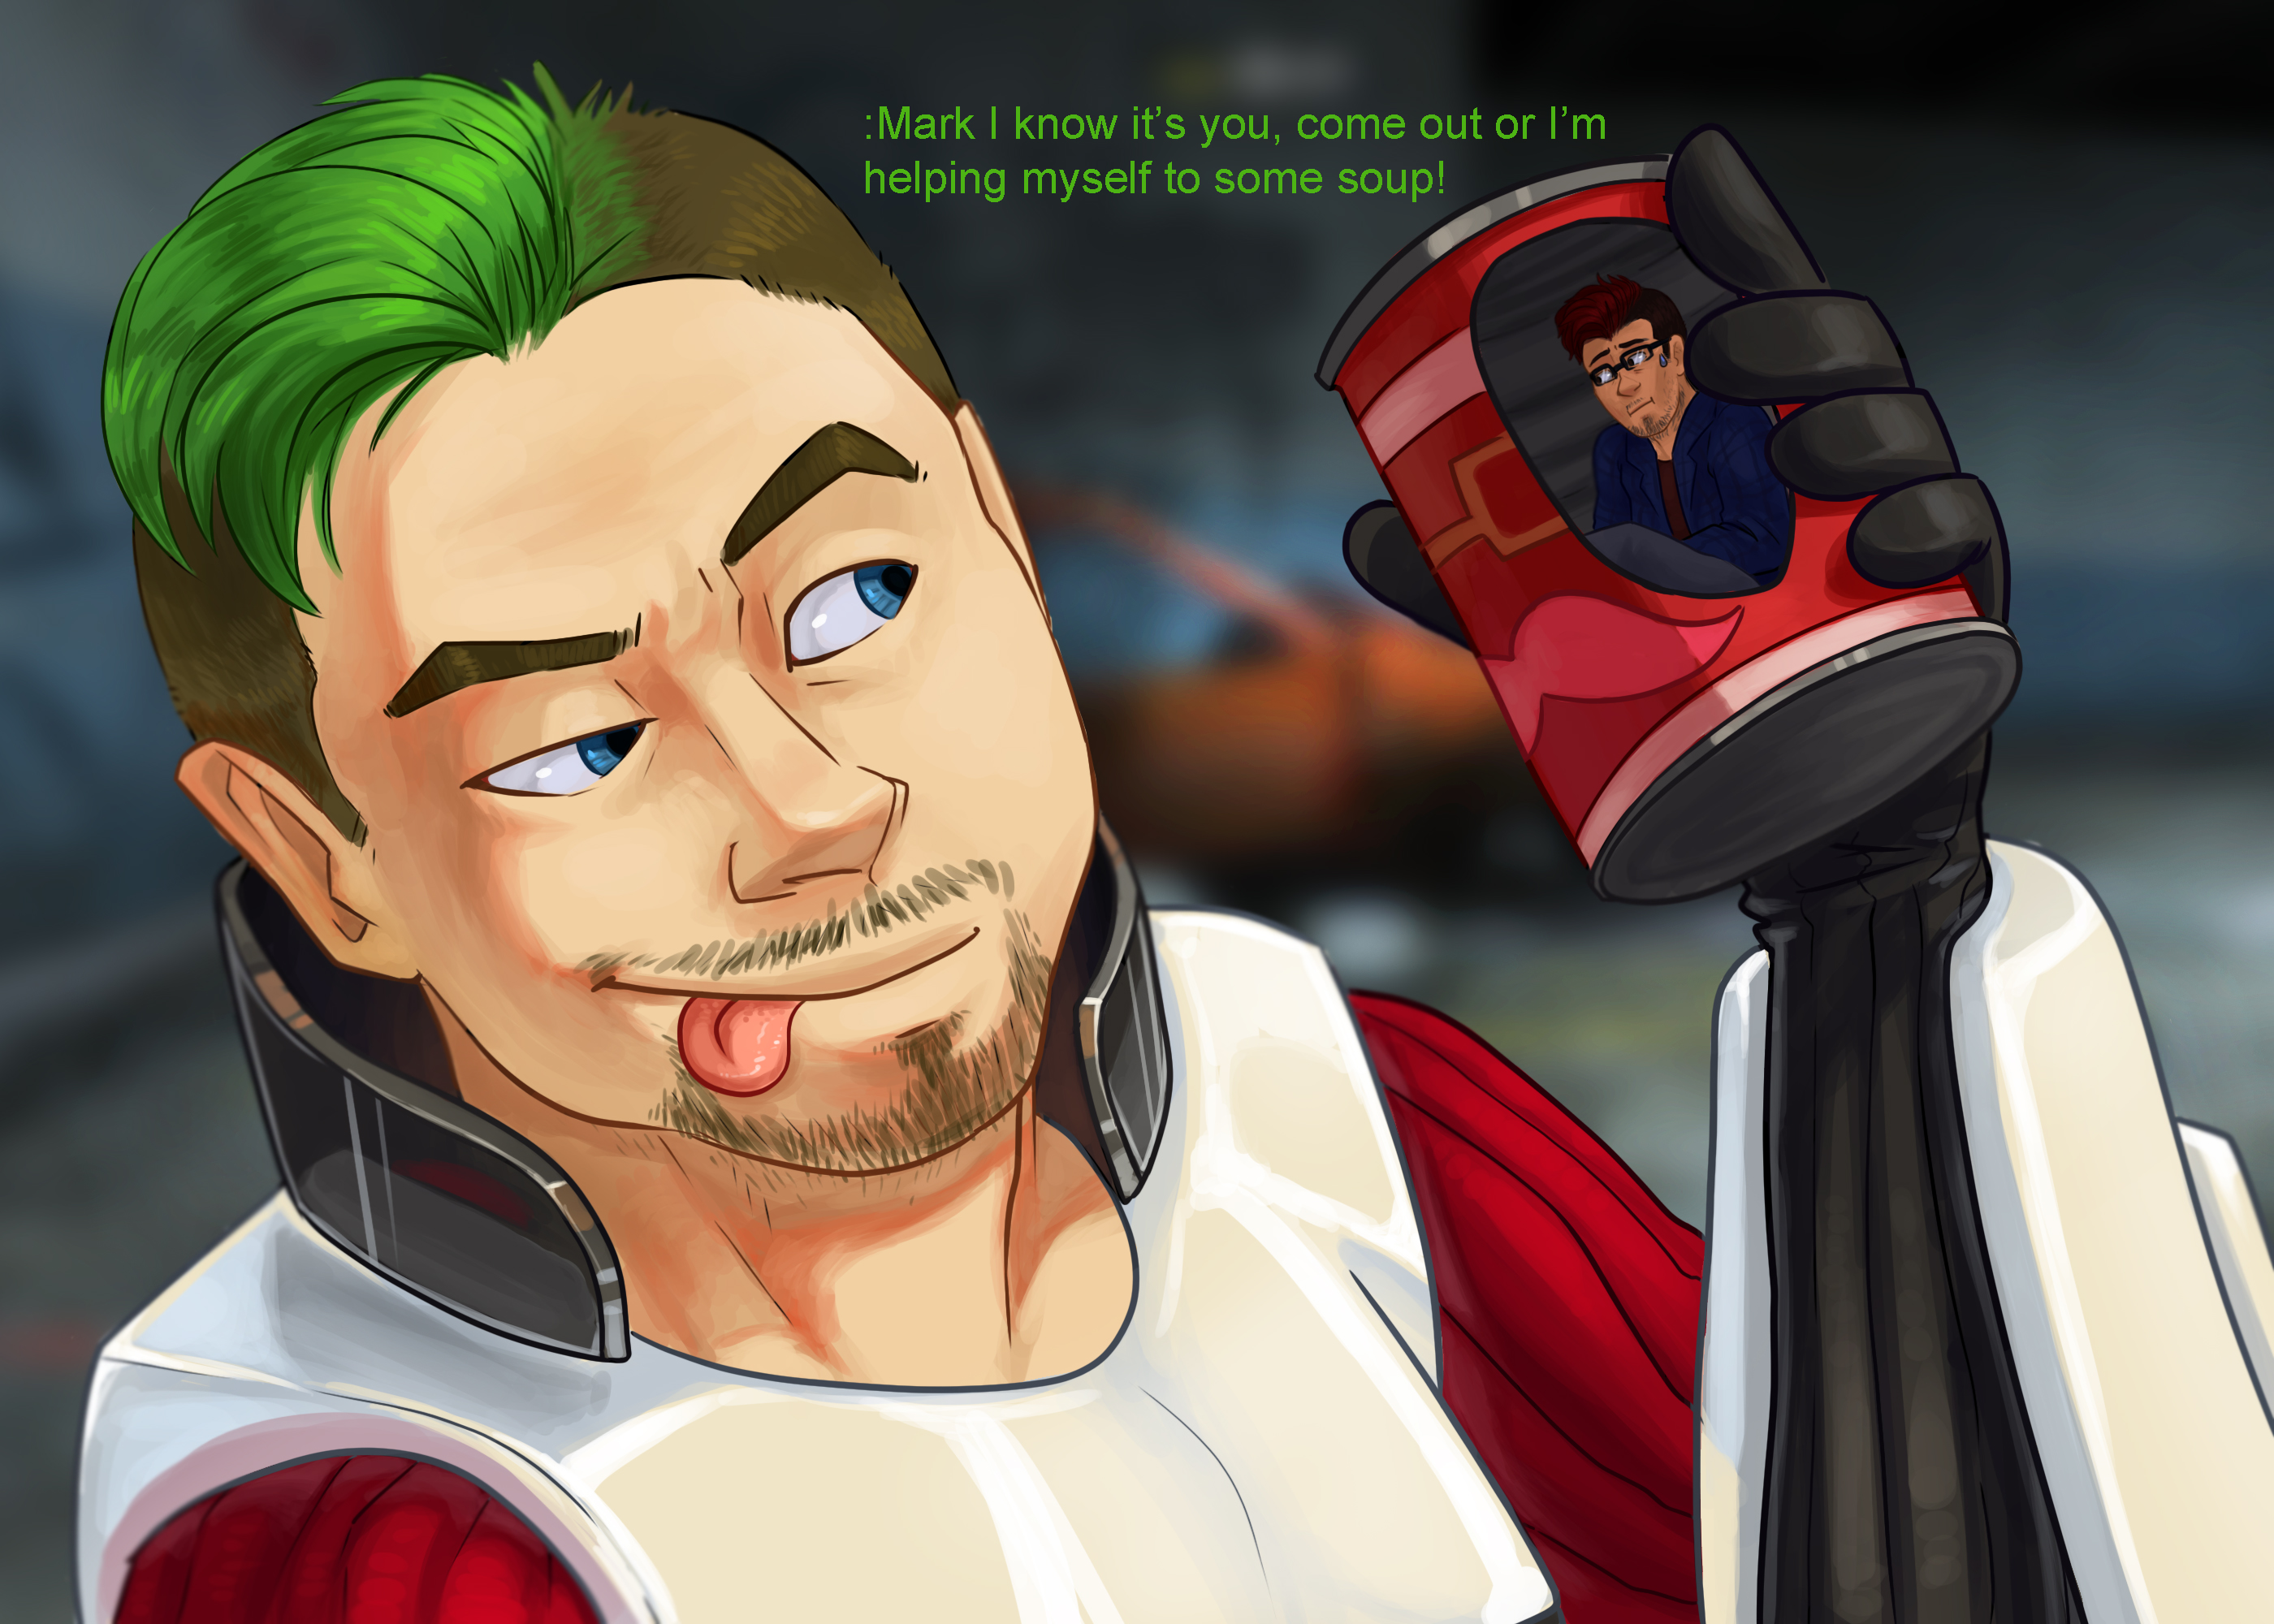 :Mark I know it’s you, come out or I’m
helping myself to some soup!